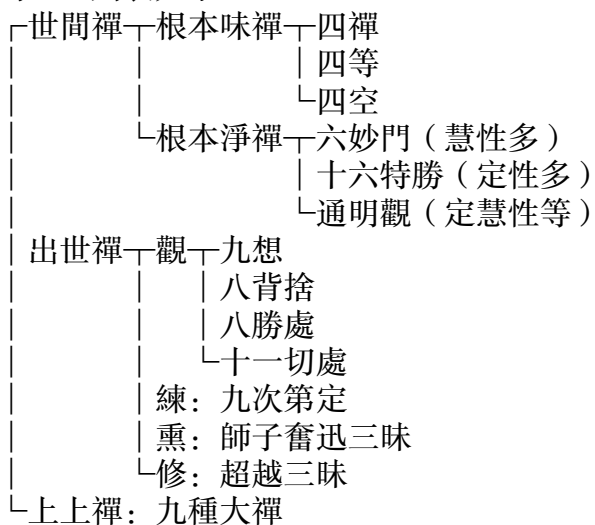 ┌世間禪┬根本味禪┬四禪
│　　　│　　　　│四等
│　　　│　　　　└四空
│　　　└根本淨禪┬六妙門（慧性多）
│　　　　　　　　│十六特勝（定性多）
│　　　　　　　　└通明觀（定慧性等）
│出世禪┬觀┬九想
│　　　│　│八背捨
│　　　│　│八勝處
│　　　│　└十一切處
│　　　│練：九次第定
│　　　│熏：師子奮迅三昧
│　　　└修：超越三昧
└上上禪：九種大禪